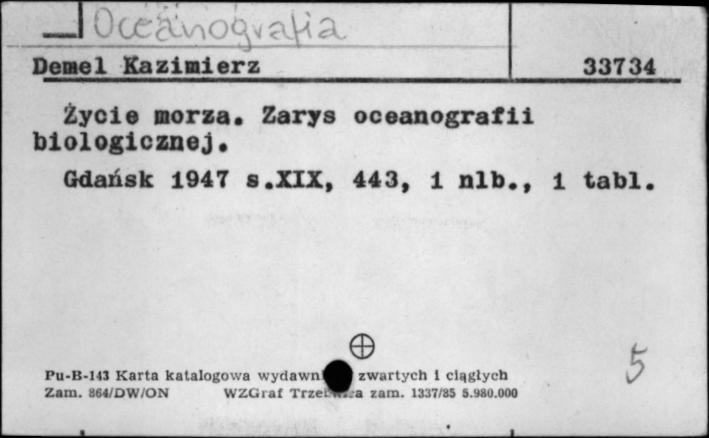 Oceanografia
Demel Kazimierz 33734
Życie morza. Zarys oceanografii
biologicznej.
Gdańsk 1947 s.XIX, 443, 1 nlb., 1 tabl.
5
Pu-B-143 Karta katalogowa zwartych i ciągłych
Zam. 864/DW/ON WZGraf zam. 1337/85 5.980.000